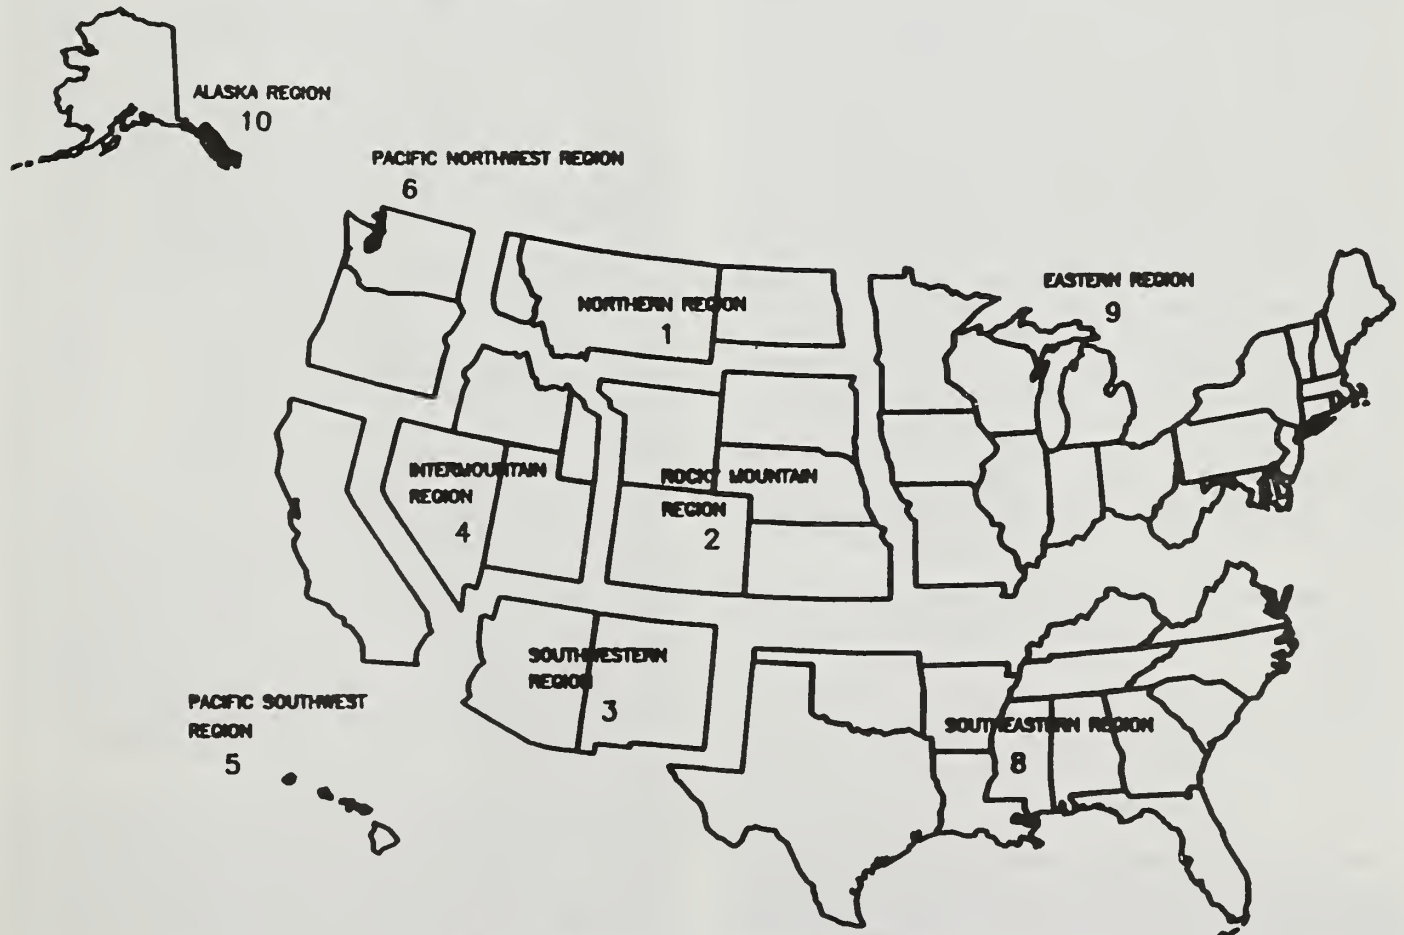 ALASKA REGION
10
PACIFIC NORTHWEST REGION
6
EASTERN REGION
9
NORTHERN REGION
1
INTERMOUNTAIN
REGION
4
ROCKY MOUNTAIN
REGION
2
SOUTHWESTERN
REGION
3
PACIFIC SOUTHWEST
REGION
5
SOUTHEASTERN REGION
8